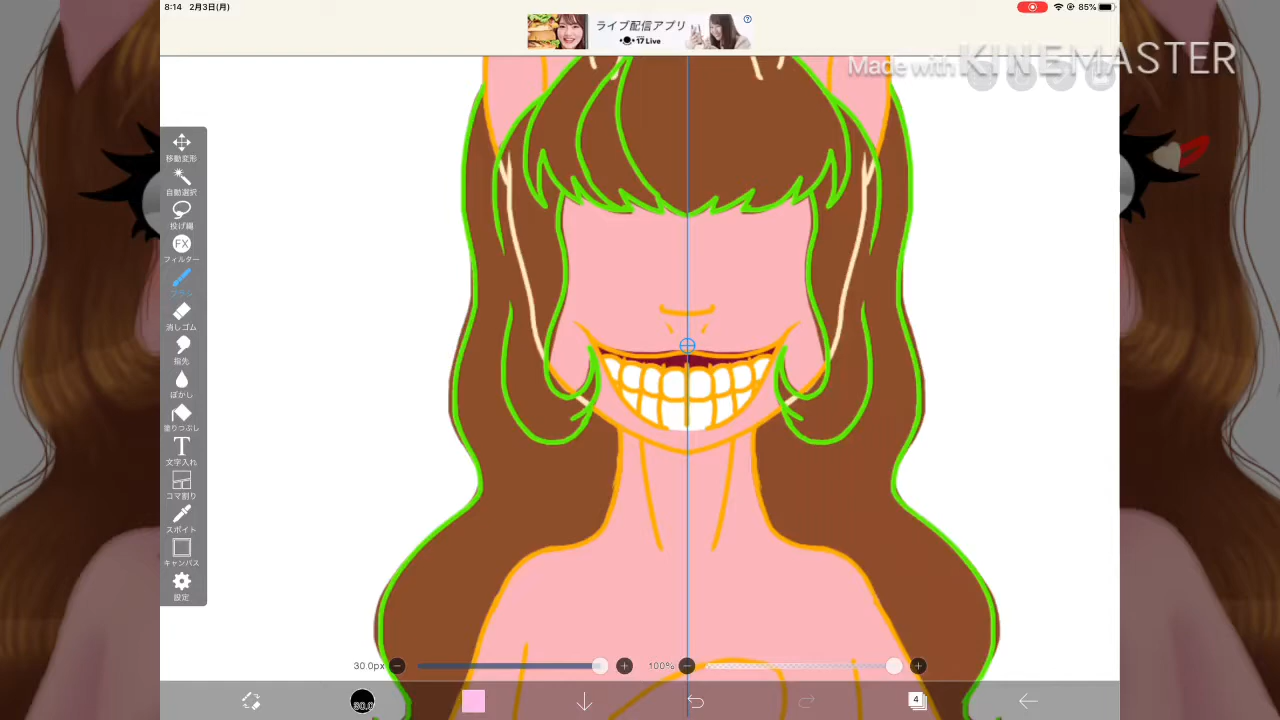 8:14 2月3日(月)
85%
ライブ配信アプリ
17 Live
Made with KINEMASTER
移動変形
自動選択
投げ縄
FX
フィルター
ブラシ
消しゴム
指先
ぼかし
塗りつぶし
T
文字入れ
コマ割り
スポイト
キャンバス
設定
30.0px
100%
30.0
4